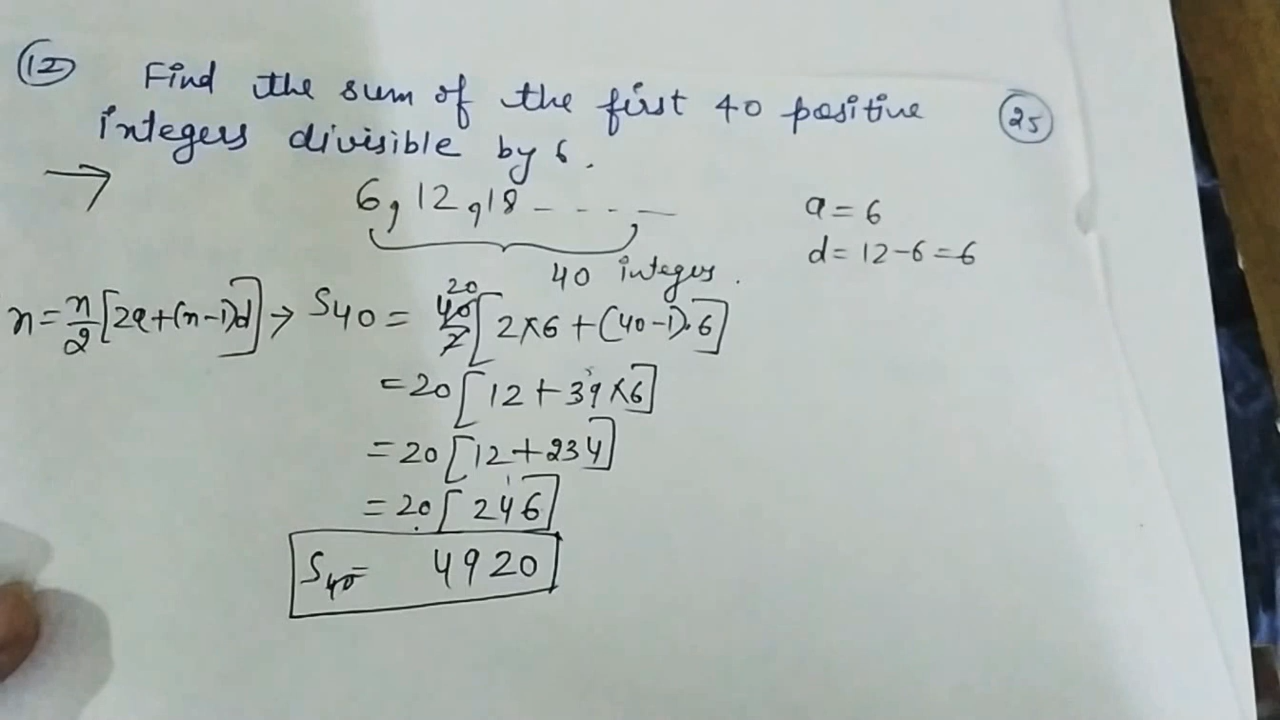 12 Find the sum of the first 40 positive 25
integers divisible by 6.
→ 6, 12, 18 - - - - -
a = 6
40 integers.
d = 12 - 6 = 6
n = n/2 [2a + (n-1)d] → S40 = 40/2 20 [2×6 + (40-1)·6]
= 20 [12 + 39×6]
= 20 [12 + 234]
= 20 [246]
S40 = 4920